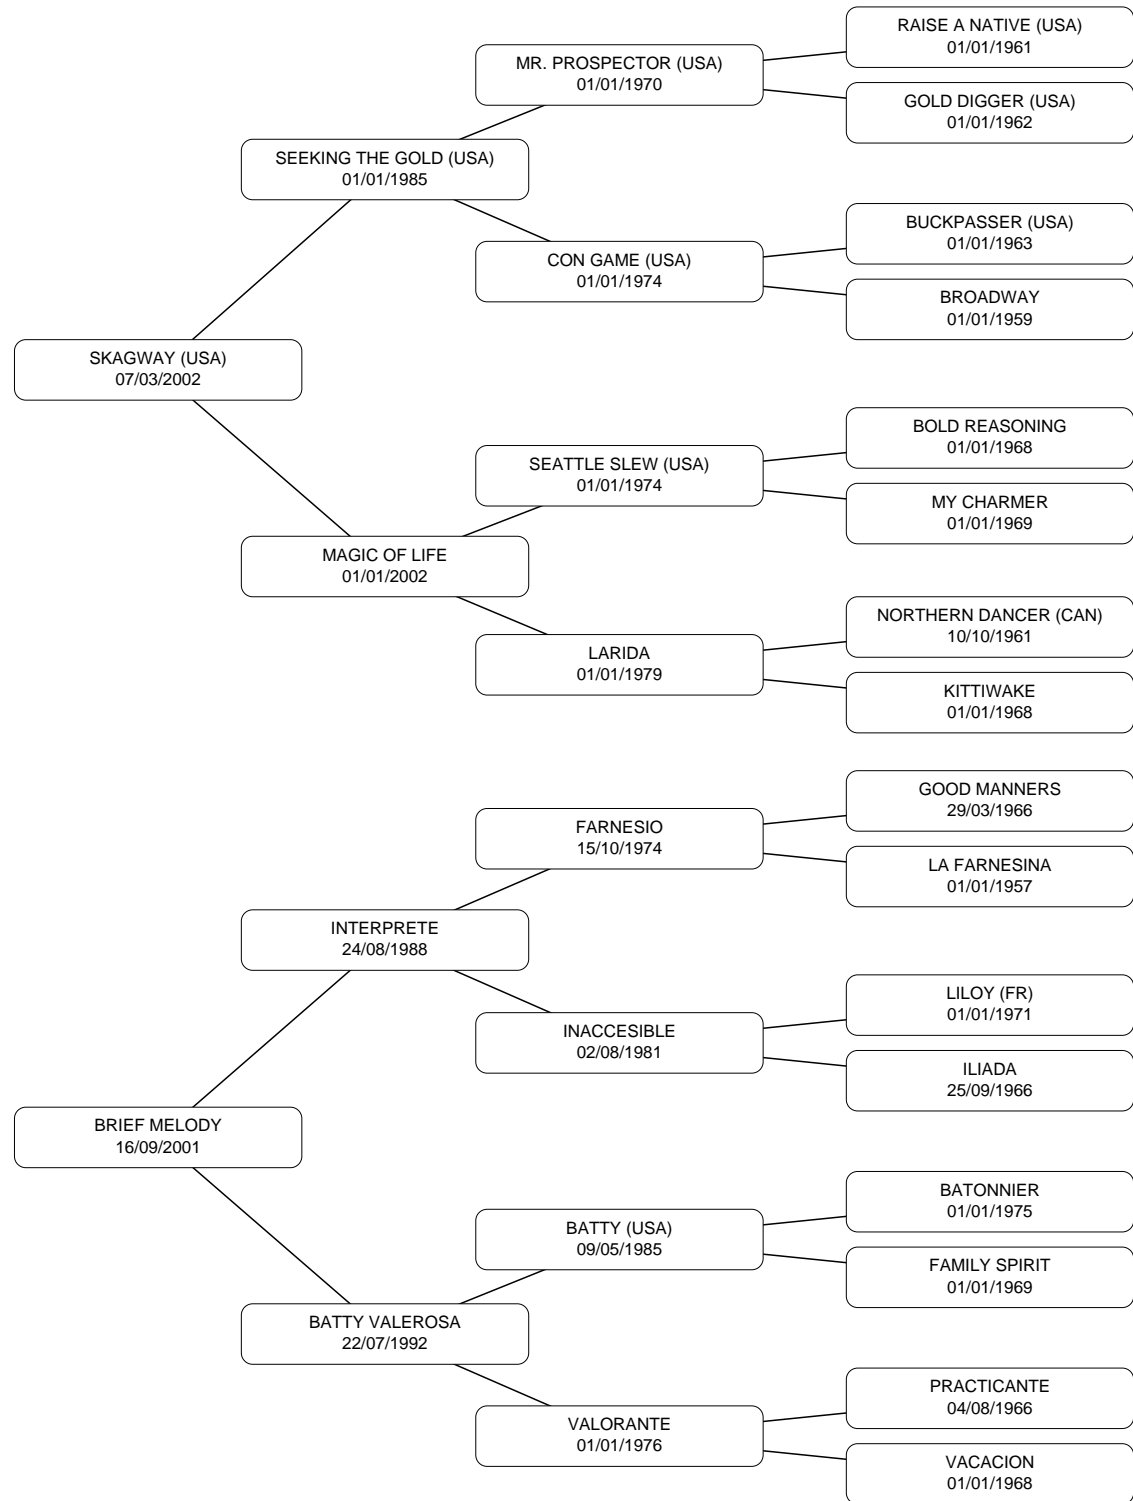 RAISE A NATIVE (USA)
01/01/1961
MR. PROSPECTOR (USA)
01/01/1970
GOLD DIGGER (USA)
01/01/1962
SEEKING THE GOLD (USA)
01/01/1985
BUCKPASSER (USA)
01/01/1963
CON GAME (USA)
01/01/1974
BROADWAY
01/01/1959
SKAGWAY (USA)
07/03/2002
BOLD REASONING
01/01/1968
SEATTLE SLEW (USA)
01/01/1974
MY CHARMER
01/01/1969
MAGIC OF LIFE
01/01/2002
NORTHERN DANCER (CAN)
10/10/1961
LARIDA
01/01/1979
KITTIWAKE
01/01/1968
GOOD MANNERS
29/03/1966
FARNESIO
15/10/1974
LA FARNESINA
01/01/1957
INTERPRETE
24/08/1988
LILOY (FR)
01/01/1971
INACCESIBLE
02/08/1981
ILIADA
25/09/1966
BRIEF MELODY
16/09/2001
BATONNIER
01/01/1975
BATTY (USA)
09/05/1985
FAMILY SPIRIT
01/01/1969
BATTY VALEROSA
22/07/1992
PRACTICANTE
04/08/1966
VALORANTE
01/01/1976
VACACION
01/01/1968